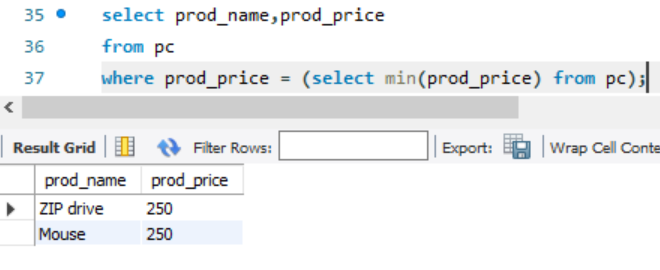 35 select prod_name,prod_price
36 from pc
37 where prod_price = (select min(prod_price) from pc);
Result Grid Filter Rows: Export: Wrap Cell Conte
prod_name prod_price
ZIP drive 250
Mouse 250